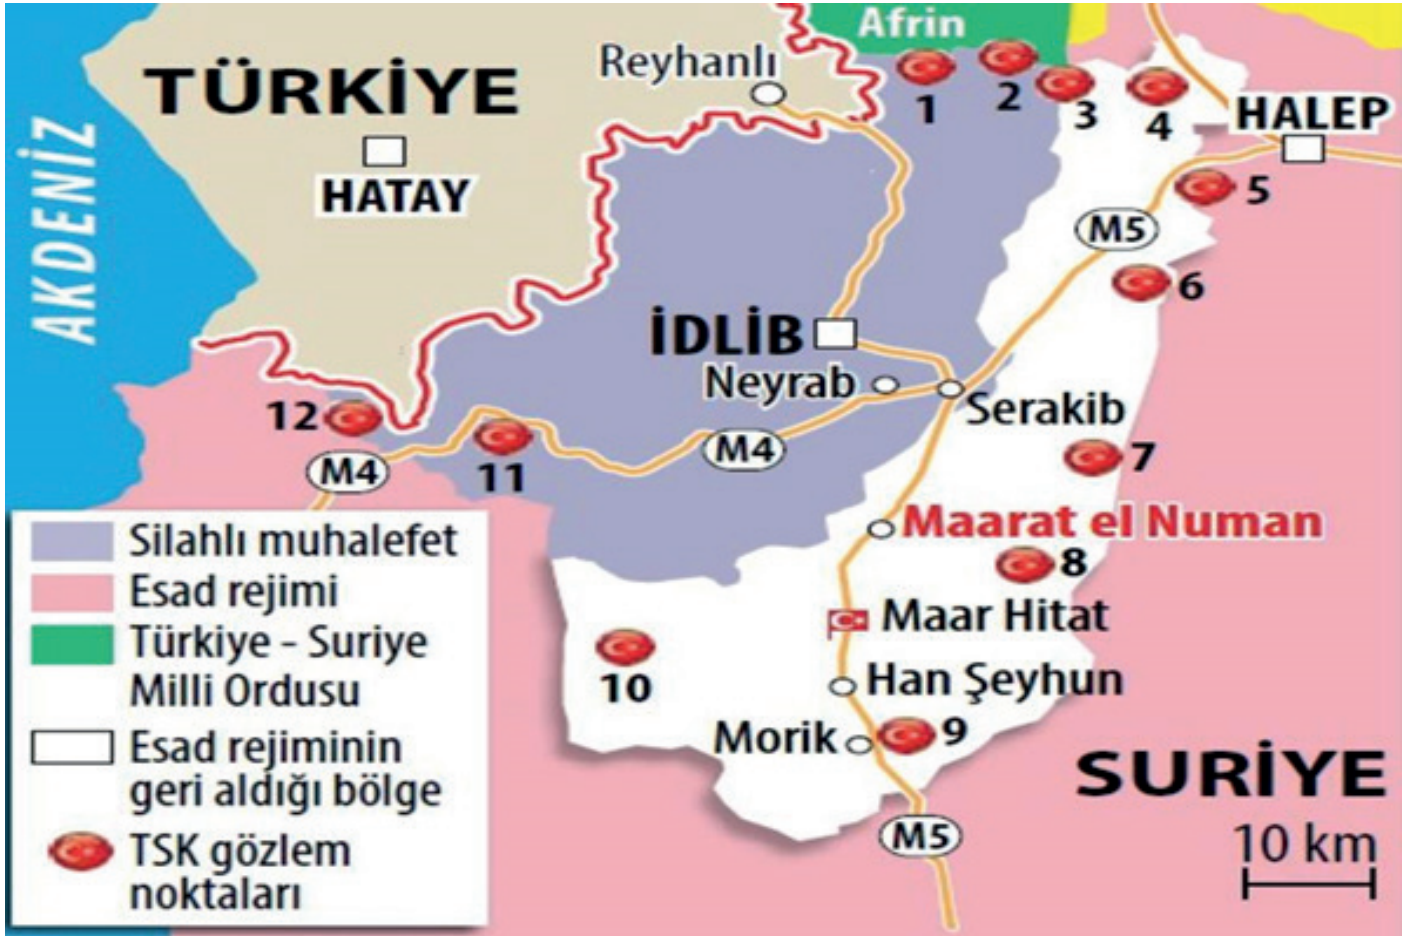 Afrin
Reyhanlı
TÜRKİYE
HATAY
AKDENİZ
1
2
3
4
HALEP
5
M5
6
İDLİB
Neyrab
Serakib
12
11
M4
M4
7
Maarat el Numan
8
Maar Hitat
10
Han Şeyhun
Morik
9
M5
SURİYE
10 km
Silahlı muhalefet
Esad rejimi
Türkiye - Suriye
Milli Ordusu
Esad rejiminin
geri aldığı bölge
TSK gözlem
noktaları